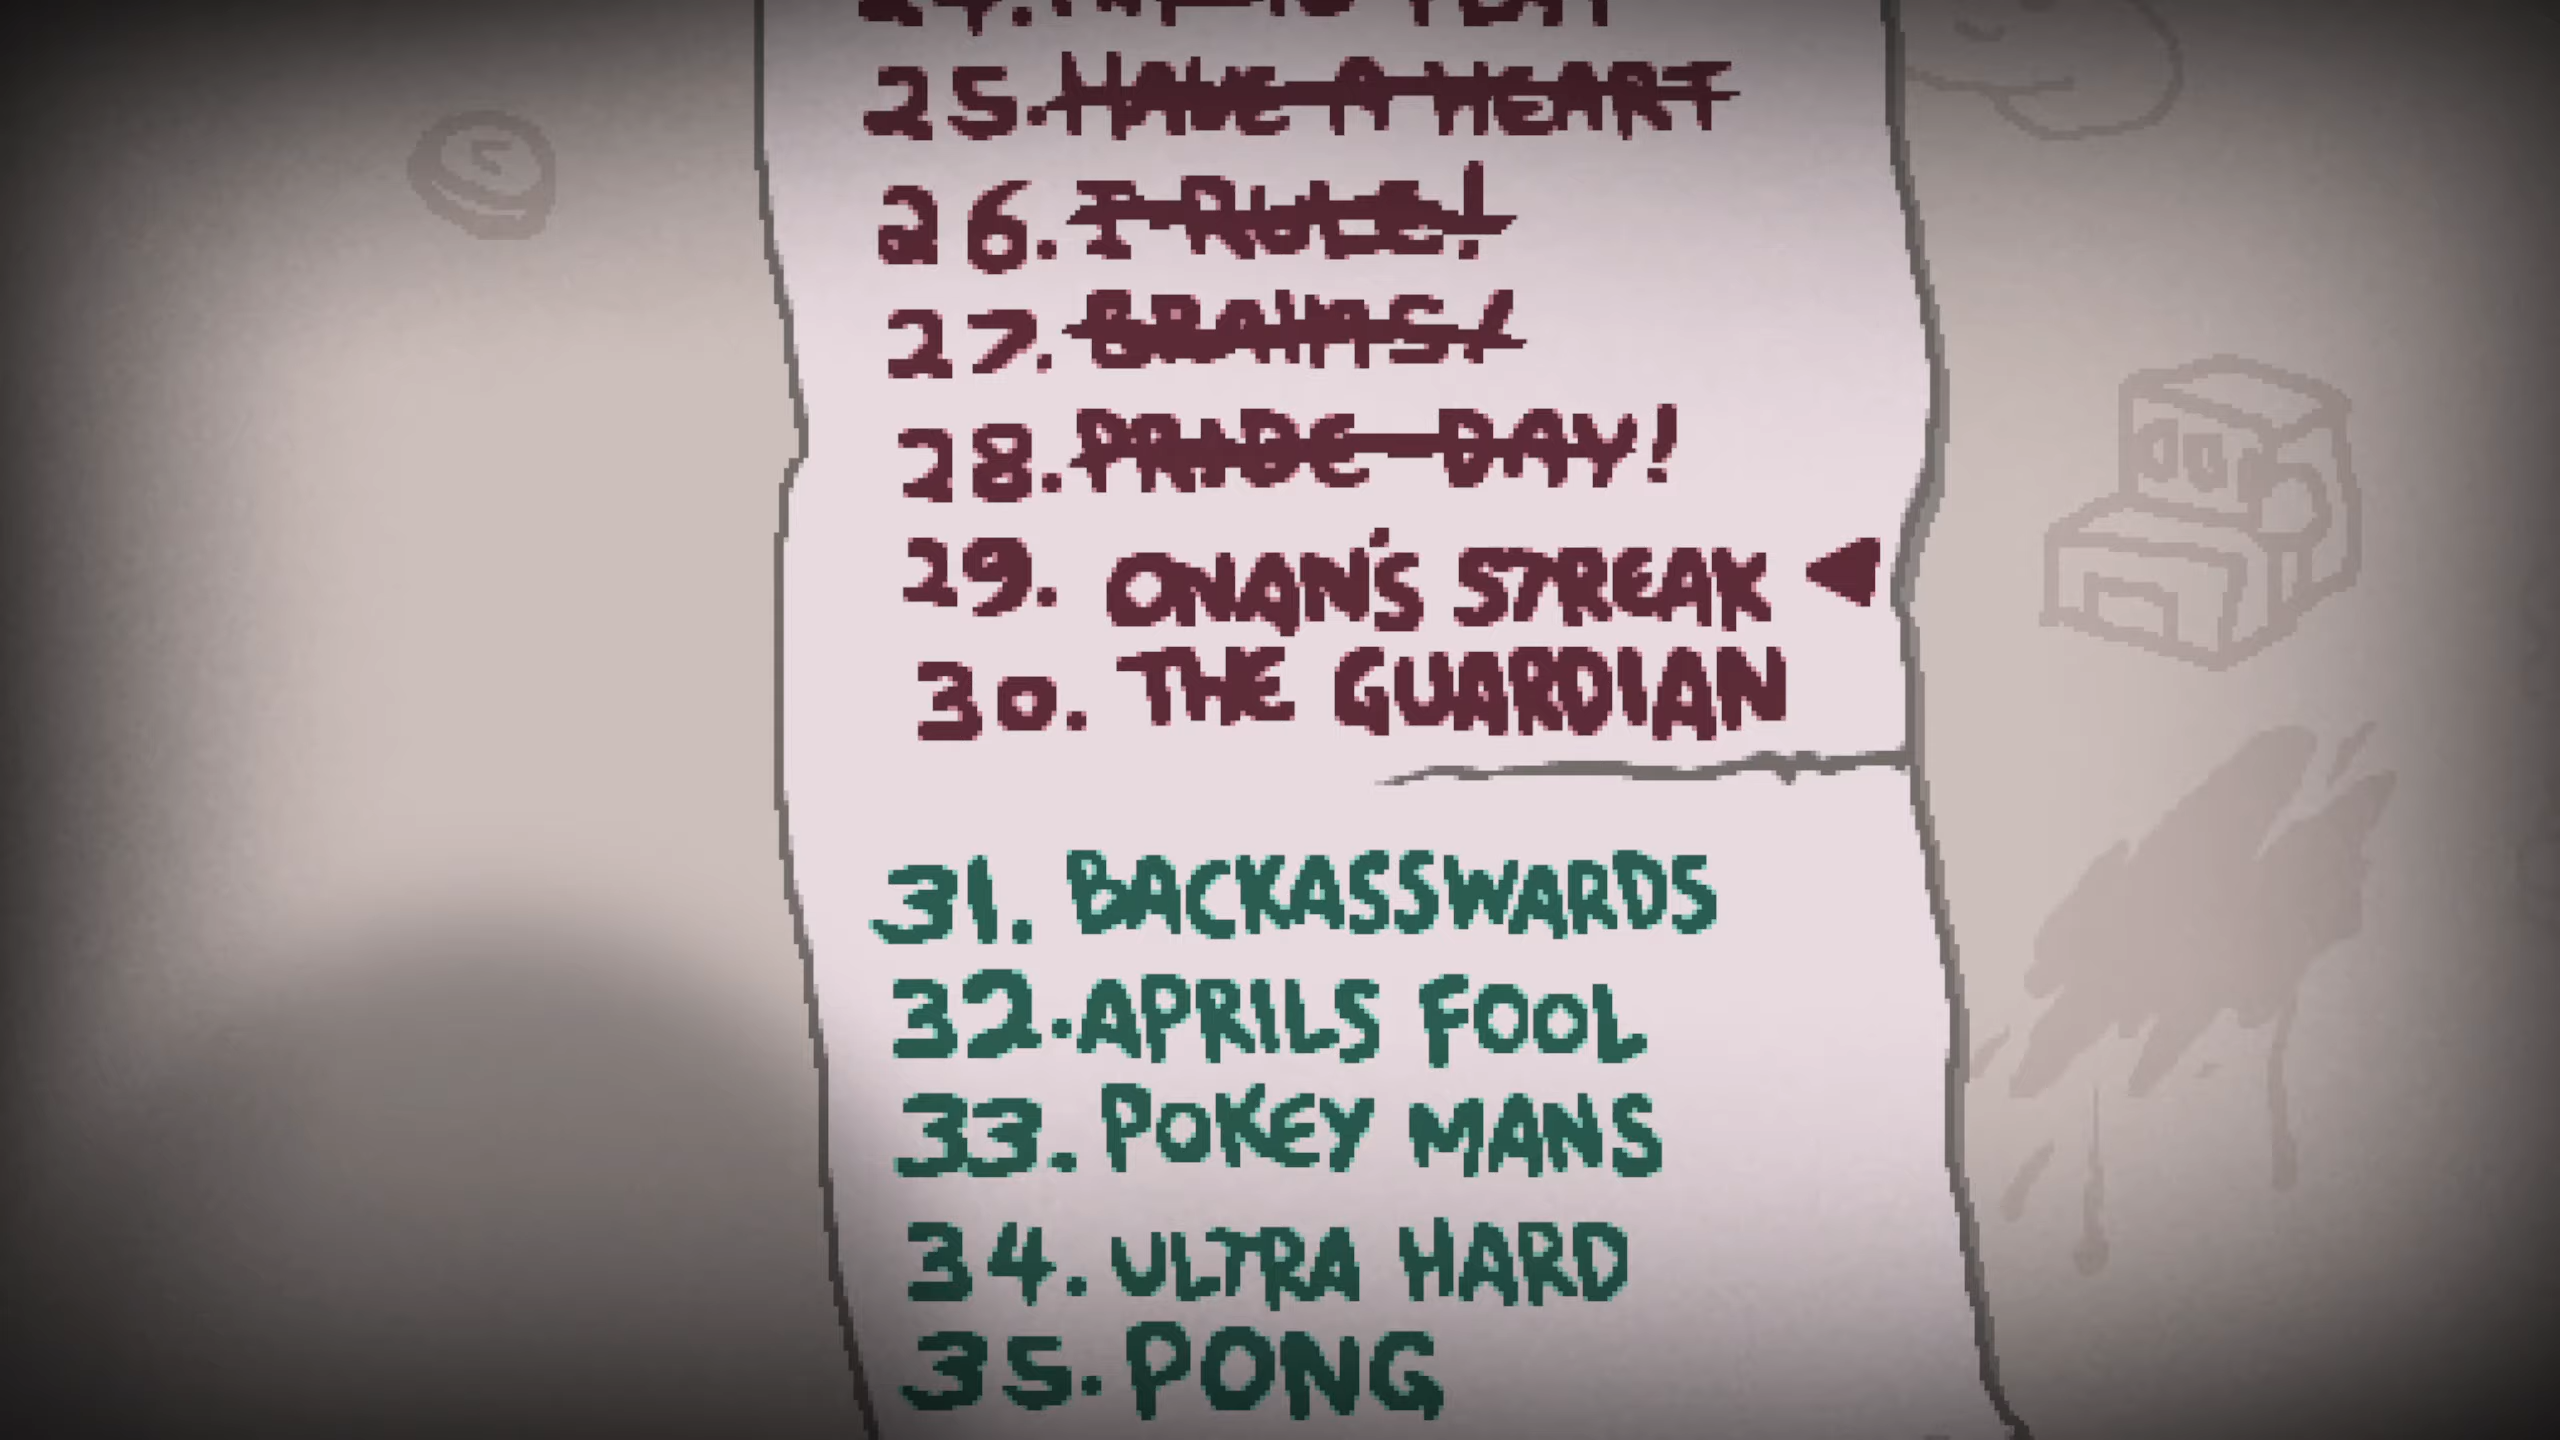 25. HAVE A HEART
26. I RULE!
27. BRAINS!
28. PRIDE DAY!
29. ONAN'S STREAK
30. THE GUARDIAN
31. BACKASSWARDS
32. APRILS FOOL
33. POKEY MANS
34. ULTRA HARD
35. PONG
5